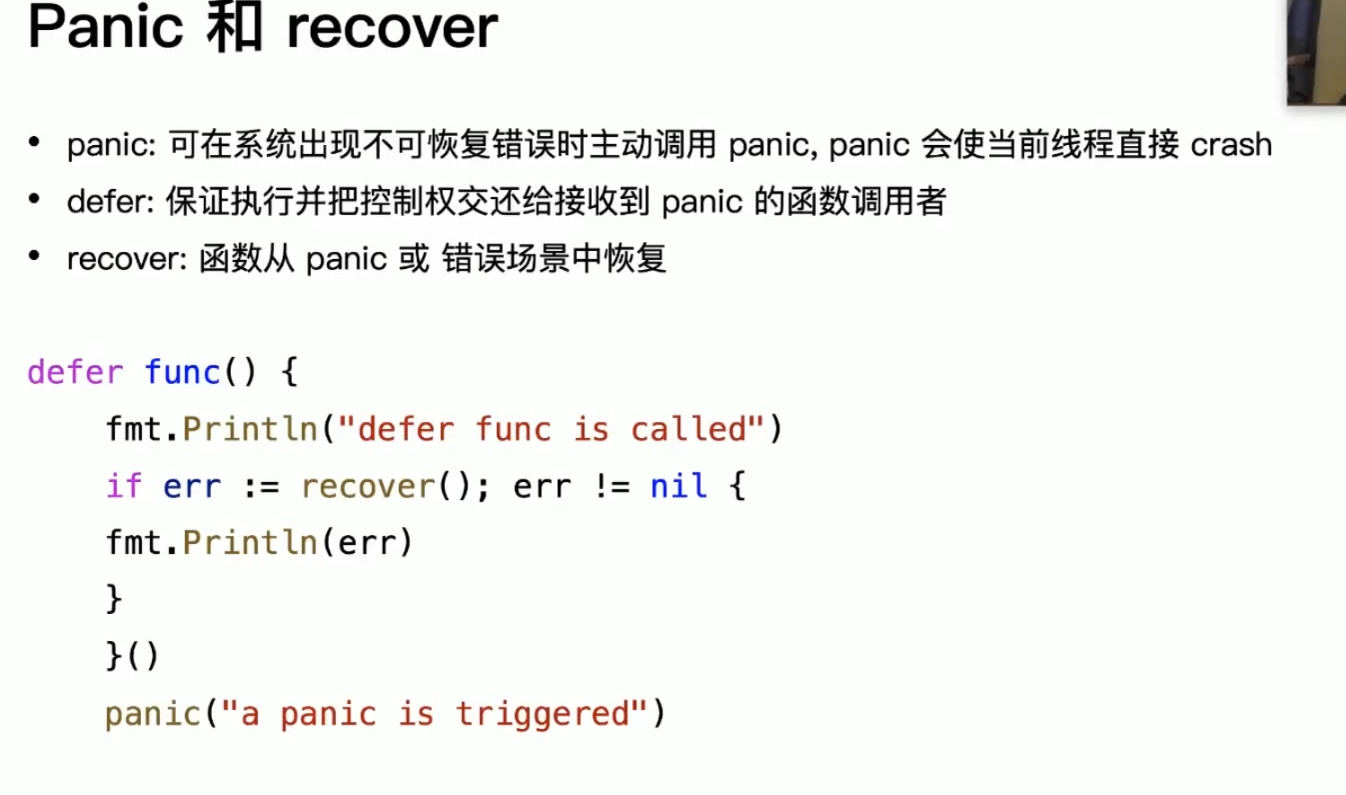 Panic 和 recover
• panic: 可在系统出现不可恢复错误时主动调用 panic, panic 会使当前线程直接 crash
• defer: 保证执行并把控制权交还给接收到 panic 的函数调用者
• recover: 函数从 panic 或 错误场景中恢复
defer func() {
fmt.Println("defer func is called")
if err := recover(); err != nil {
fmt.Println(err)
}
}()
panic("a panic is triggered")